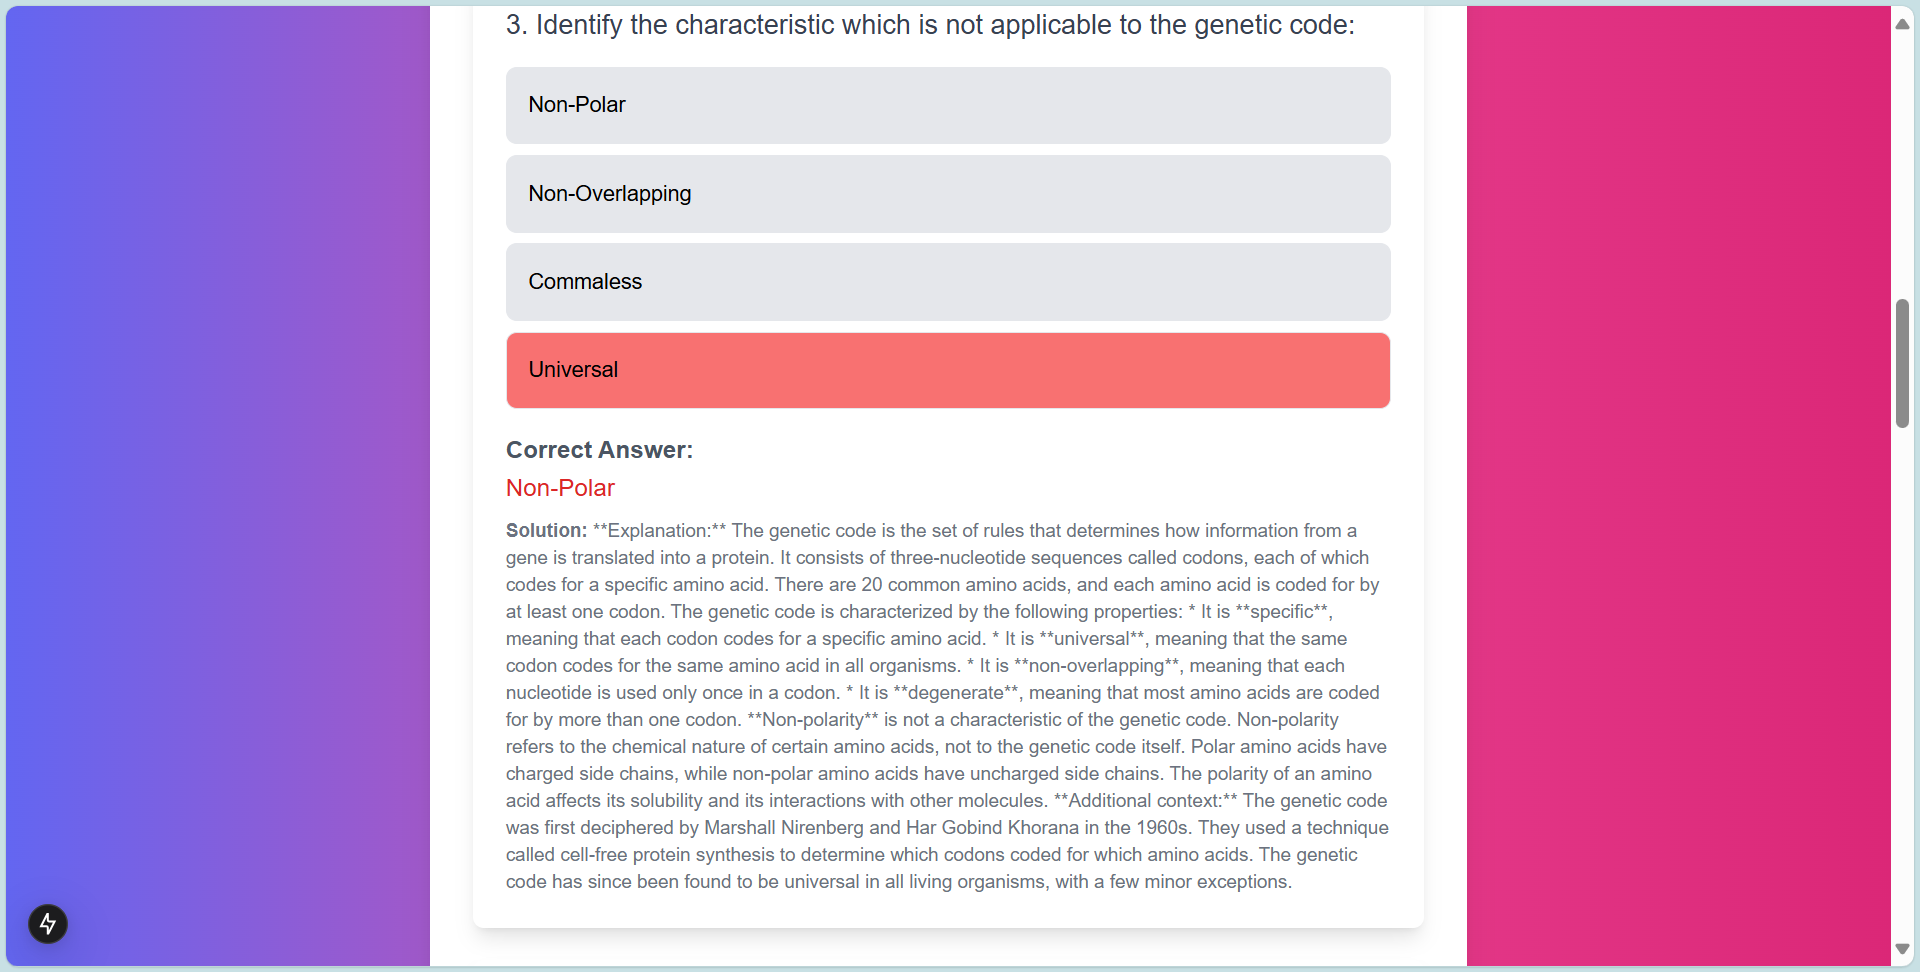 3. Identify the characteristic which is not applicable to the genetic code:
Non-Polar
Non-Overlapping
Commaless
Universal
Correct Answer:
Non-Polar
Solution: **Explanation:** The genetic code is the set of rules that determines how information from a
gene is translated into a protein. It consists of three-nucleotide sequences called codons, each of which
codes for a specific amino acid. There are 20 common amino acids, and each amino acid is coded for by
at least one codon. The genetic code is characterized by the following properties: * It is **specific**,
meaning that each codon codes for a specific amino acid. * It is **universal**, meaning that the same
codon codes for the same amino acid in all organisms. * It is **non-overlapping**, meaning that each
nucleotide is used only once in a codon. * It is **degenerate**, meaning that most amino acids are coded
for by more than one codon. **Non-polarity** is not a characteristic of the genetic code. Non-polarity
refers to the chemical nature of certain amino acids, not to the genetic code itself. Polar amino acids have
charged side chains, while non-polar amino acids have uncharged side chains. The polarity of an amino
acid affects its solubility and its interactions with other molecules. **Additional context:** The genetic code
was first deciphered by Marshall Nirenberg and Har Gobind Khorana in the 1960s. They used a technique
called cell-free protein synthesis to determine which codons coded for which amino acids. The genetic
code has since been found to be universal in all living organisms, with a few minor exceptions.